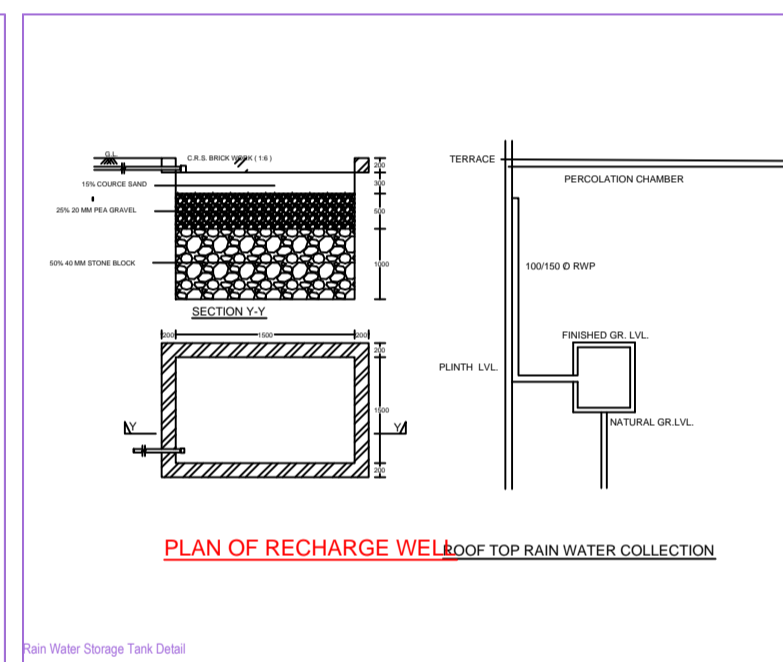 G.L.
C.R.S. BRICK WORK ( 1:6 )
200
15% COURCE SAND
300
25% 20 MM PEA GRAVEL
500
50% 40 MM STONE BLOCK
1000
SECTION Y-Y
200
1500
200
200
1500
Y
Y
200
TERRACE
PERCOLATION CHAMBER
100/150 Ø RWP
FINISHED GR. LVL.
PLINTH LVL.
NATURAL GR.LVL.
PLAN OF RECHARGE WELL
ROOF TOP RAIN WATER COLLECTION
Rain Water Storage Tank Detail